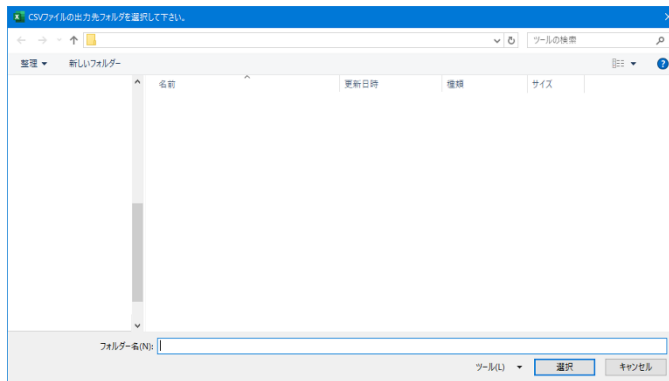 CSVファイルの出力先フォルダを選択して下さい。
ツールの検索
整理 新しいフォルダー
名前 更新日時 種類 サイズ
フォルダー名(N):
ツール(L) 選択 キャンセル